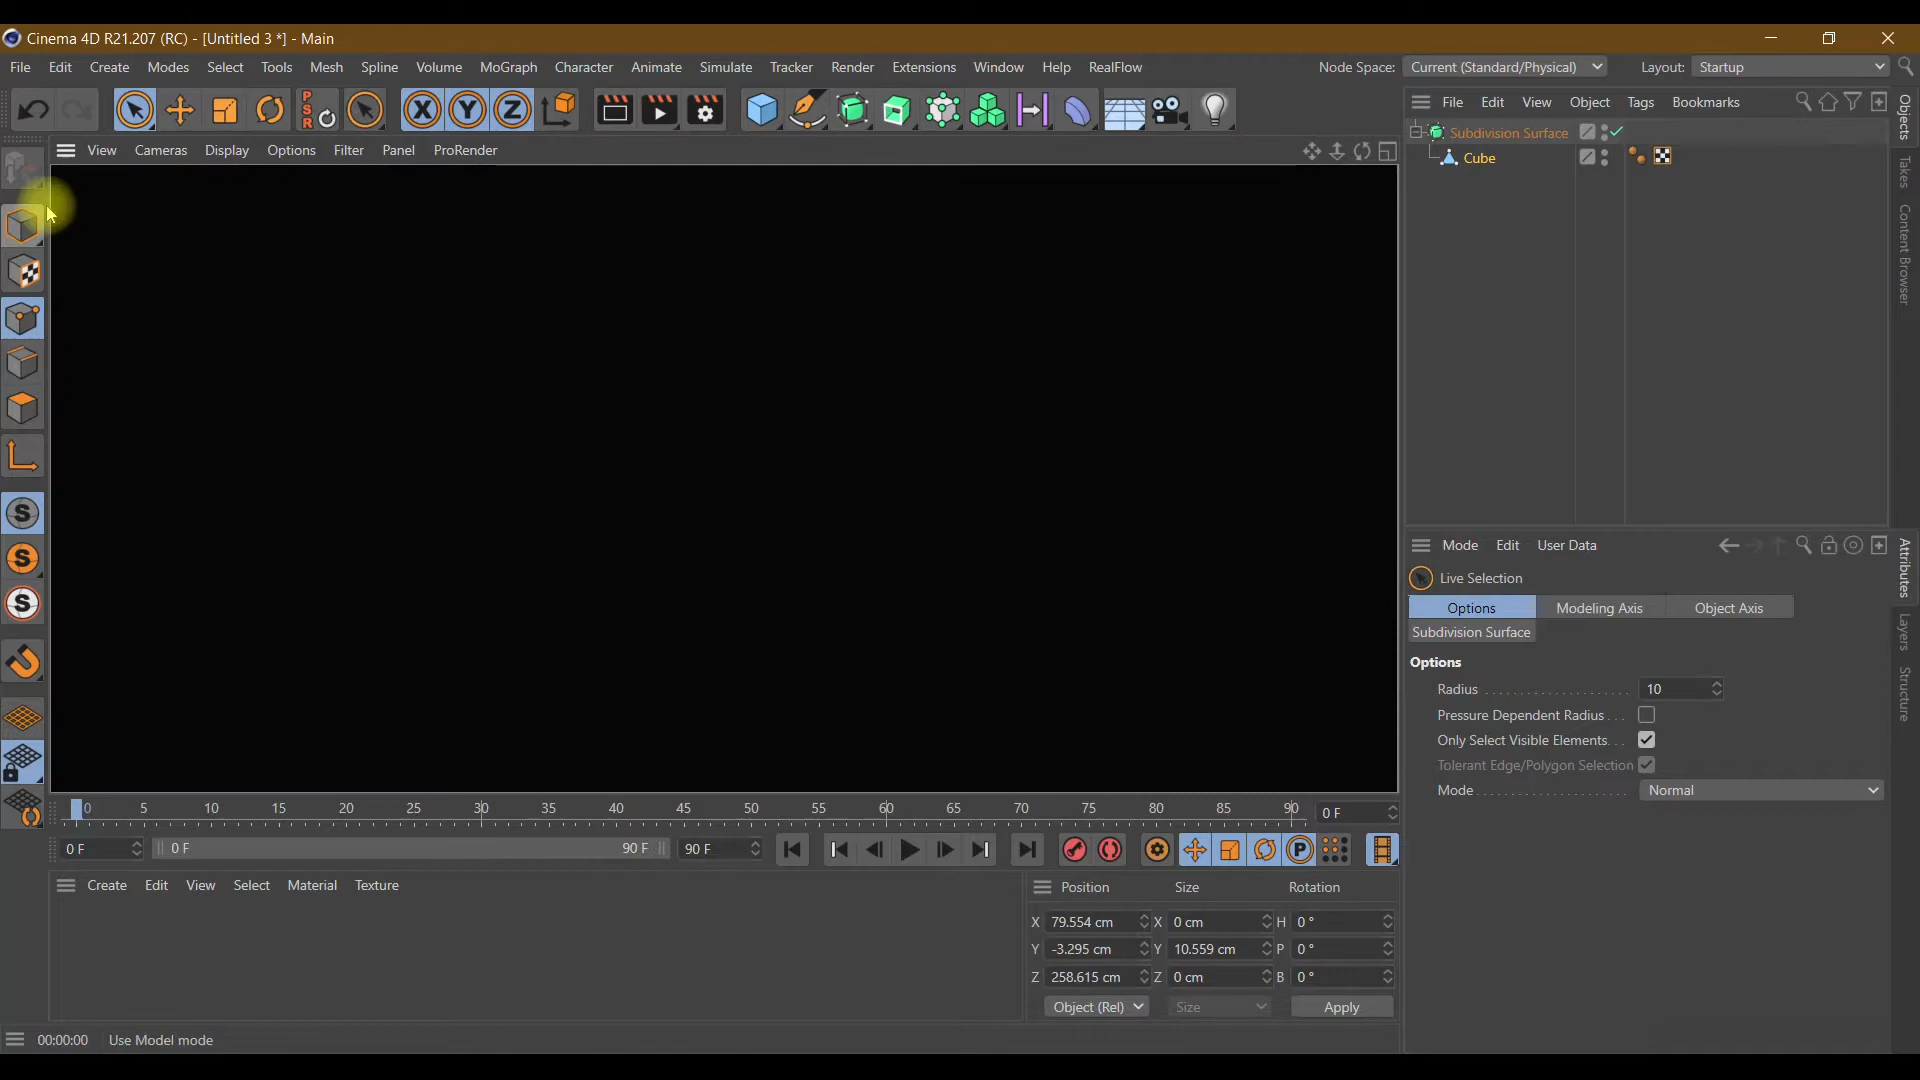 Cinema 4D R21.207 (RC) - [Untitled 3 *] - Main
File Edit Create Modes Select Tools Mesh Spline Volume MoGraph Character Animate Simulate Tracker Render Extensions Window Help RealFlow Node Space: Current (Standard/Physical) Layout: Startup
P S R X Y Z
File Edit View Object Tags Bookmarks
View Cameras Display Options Filter Panel ProRender
Subdivision Surface
Cube
Objects
Takes
Content Browser
S
S
S
Mode Edit User Data
Live Selection
Options Modeling Axis Object Axis
Subdivision Surface
Options
Radius 10
Pressure Dependent Radius
Only Select Visible Elements
Tolerant Edge/Polygon Selection
Mode Normal
Attributes
Layers
Structure
0 5 10 15 20 25 30 35 40 45 50 55 60 65 70 75 80 85 90 0 F
0 F 0 F 90 F 90 F P
Create Edit View Select Material Texture
Position Size Rotation
X 79.554 cm X 0 cm H 0 °
Y -3.295 cm Y 10.559 cm P 0 °
Z 258.615 cm Z 0 cm B 0 °
Object (Rel) Size Apply
00:00:00 Use Model mode